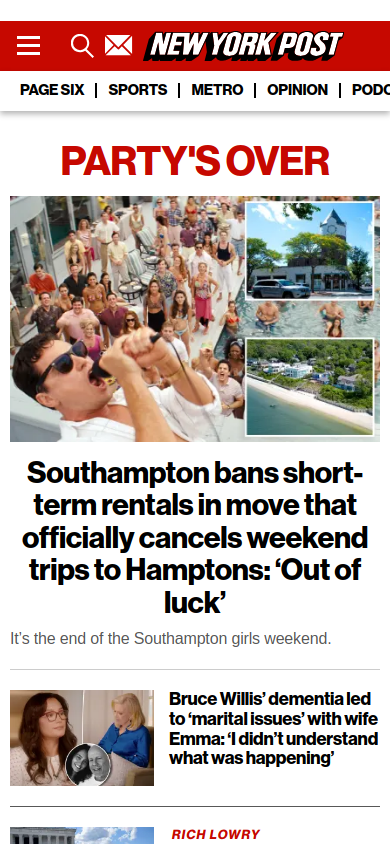 NEW YORK POST
PAGE SIX | SPORTS | METRO | OPINION | PODC
PARTY'S OVER
Southampton bans short-
term rentals in move that
officially cancels weekend
trips to Hamptons: ‘Out of
luck’
It’s the end of the Southampton girls weekend.
Bruce Willis’ dementia led
to ‘marital issues’ with wife
Emma: ‘I didn’t understand
what was happening’
RICH LOWRY